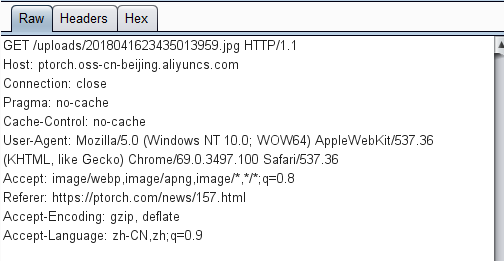 Raw Headers Hex
GET /uploads/2018041623435013959.jpg HTTP/1.1
Host: ptorch.oss-cn-beijing.aliyuncs.com
Connection: close
Pragma: no-cache
Cache-Control: no-cache
User-Agent: Mozilla/5.0 (Windows NT 10.0; WOW64) AppleWebKit/537.36
(KHTML, like Gecko) Chrome/69.0.3497.100 Safari/537.36
Accept: image/webp,image/apng,image/*,*/*;q=0.8
Referer: https://ptorch.com/news/157.html
Accept-Encoding: gzip, deflate
Accept-Language: zh-CN,zh;q=0.9